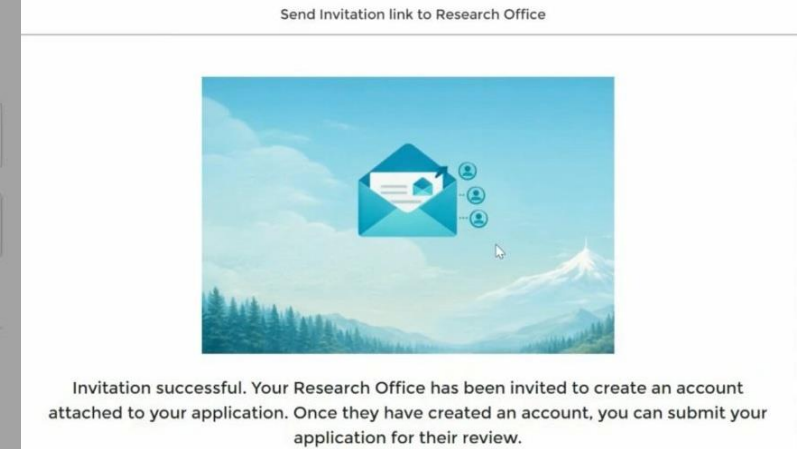 Send Invitation link to Research Office
Invitation successful. Your Research Office has been invited to create an account
attached to your application. Once they have created an account, you can submit your
application for their review.